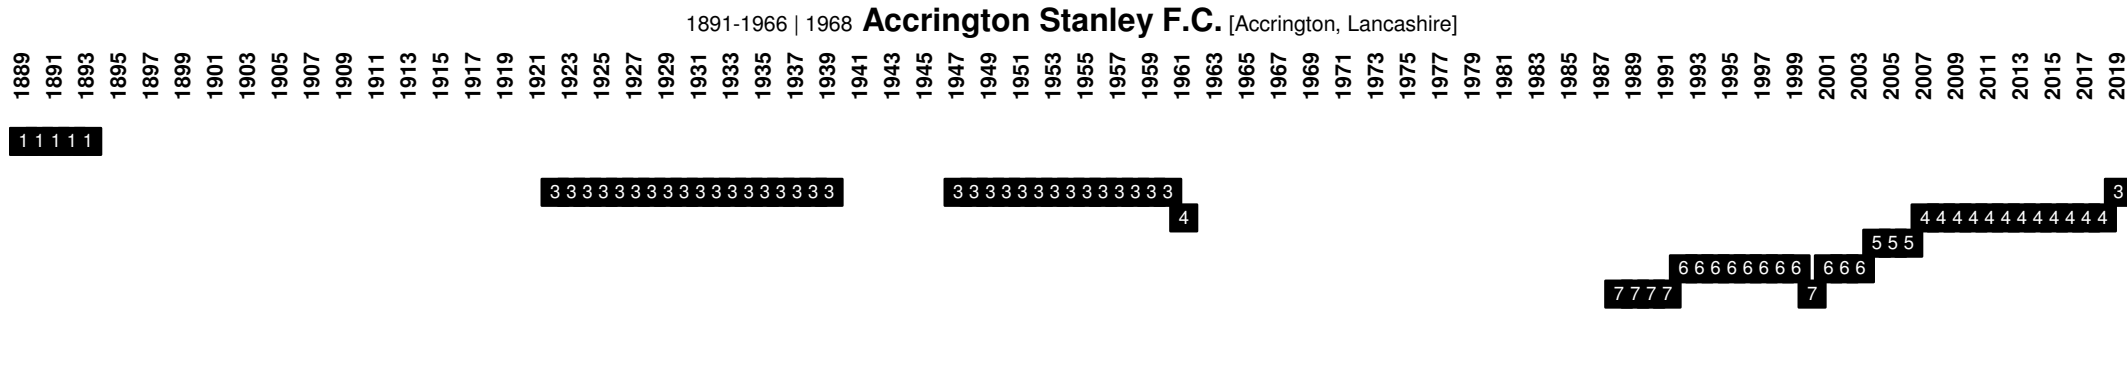 1891-1966 | 1968 Accrington Stanley F.C. [Accrington, Lancashire]
1889 1891 1893 1895 1897 1899 1901 1903 1905 1907 1909 1911 1913 1915 1917 1919 1921 1923 1925 1927 1929 1931 1933 1935 1937 1939 1941 1943 1945 1947 1949 1951 1953 1955 1957 1959 1961 1963 1965 1967 1969 1971 1973 1975 1977 1979 1981 1983 1985 1987 1989 1991 1993 1995 1997 1999 2001 2003 2005 2007 2009 2011 2013 2015 2017 2019
1 1 1 1 1
3 3 3 3 3 3 3 3 3 3 3 3 3 3 3 3 3 3 3 3 3 3 3 3 3 3 3 3 3 3 3 3 3
4 4 4 4 4 4 4 4 4 4 4 4 4
5 5 5
6 6 6 6 6 6 6 6 6 6 6
7 7 7 7 7